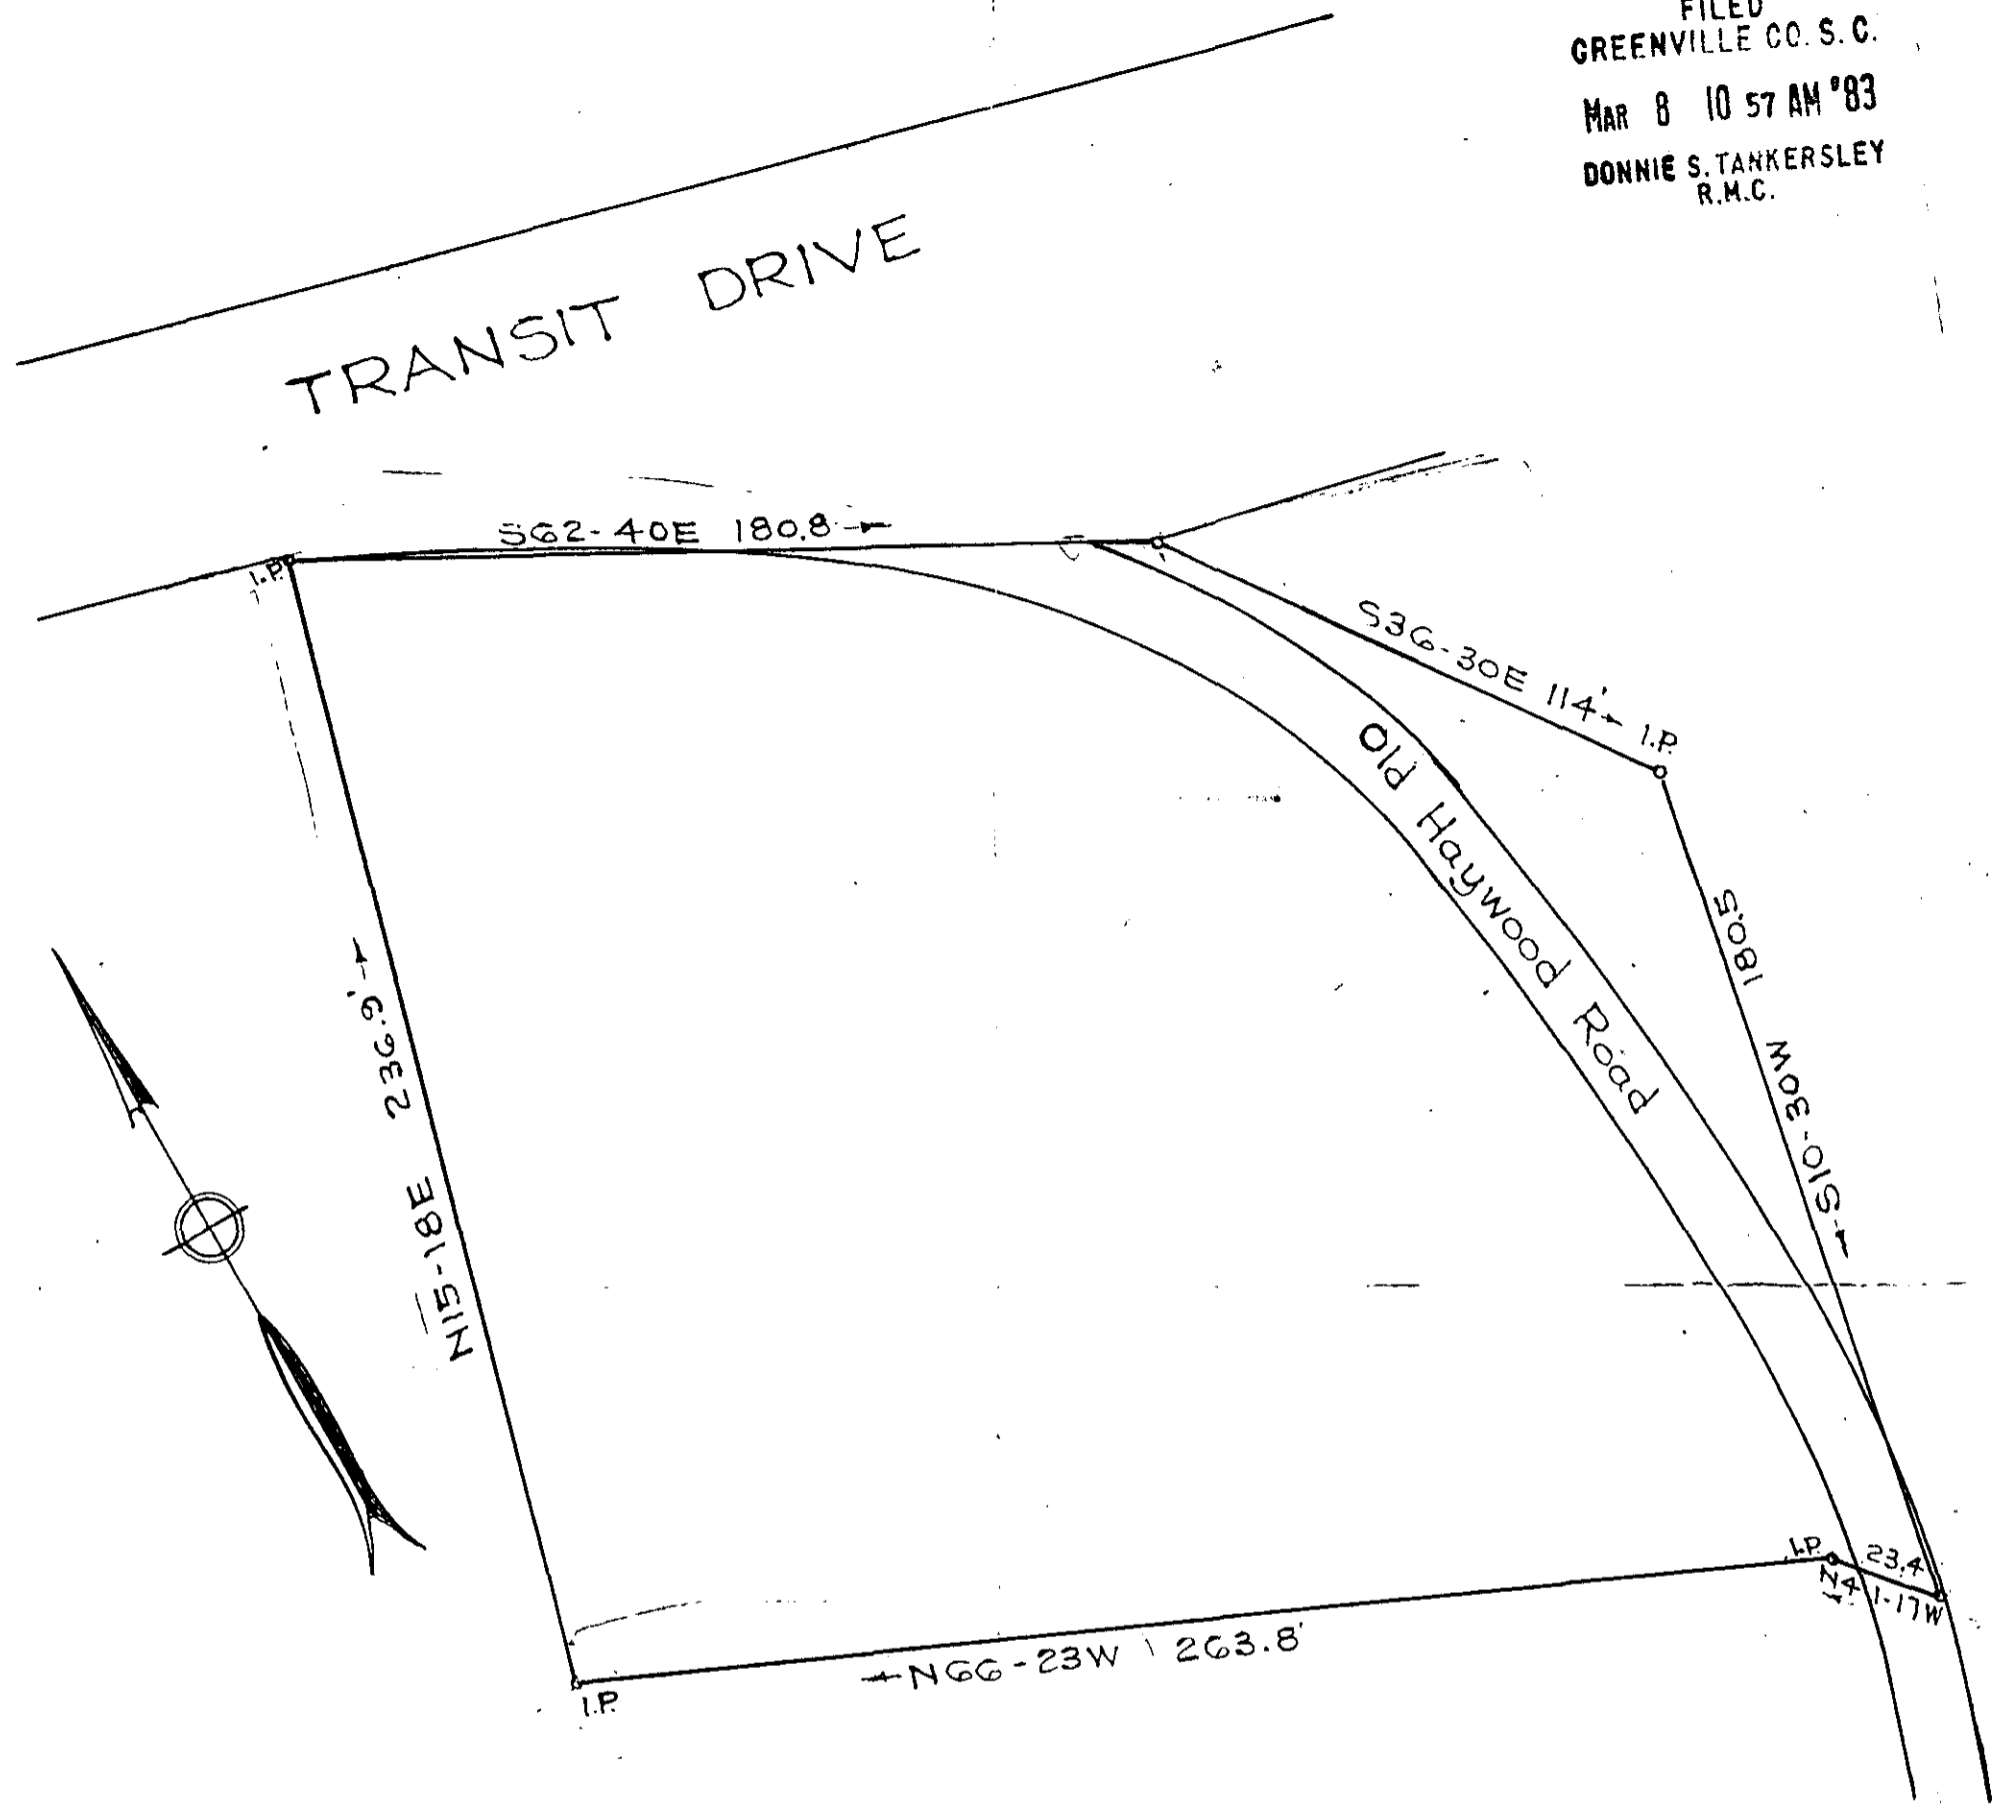 FILED
GREENVILLE CO. S. C.
MAR 8 10 57 AM '83
DONNIE S. TANKERSLEY
R.M.C.
TRANSIT DRIVE
S62-40E 180.8
I.P.
S36-30E 114'
I.P.
Old Haywood Road
180.5
S10-30W
236.9'
N15-18E
I.P.
23.4
N41-17W
N66-23W 263.8'
I.P.